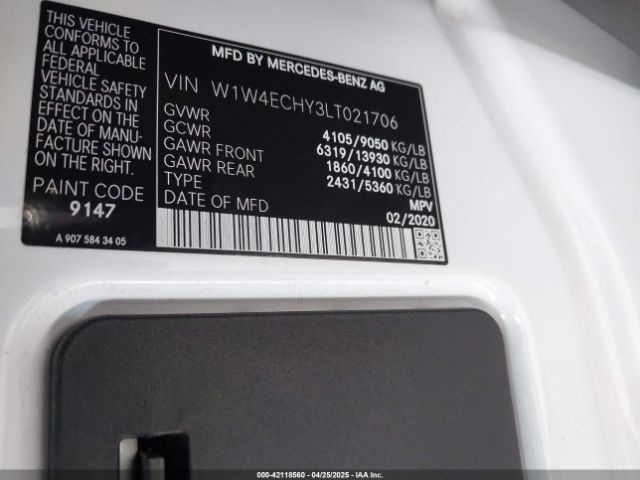 THIS VEHICLE
CONFORMS TO
ALL APPLICABLE
FEDERAL
VEHICLE SAFETY
STANDARDS IN
EFFECT ON THE
DATE OF MANU-
FACTURE SHOWN
ON THE RIGHT.
PAINT CODE
9147
A 907 584 34 05
MFD BY MERCEDES-BENZ AG
VIN W1W4ECHY3LT021706
GVWR 4105/9050 KG/LB
GCWR 6319/13930 KG/LB
GAWR FRONT 1860/4100 KG/LB
GAWR REAR 2431/5360 KG/LB
TYPE MPV
DATE OF MFD 02/2020
000-42118560 - 04/25/2025 - IAA Inc.